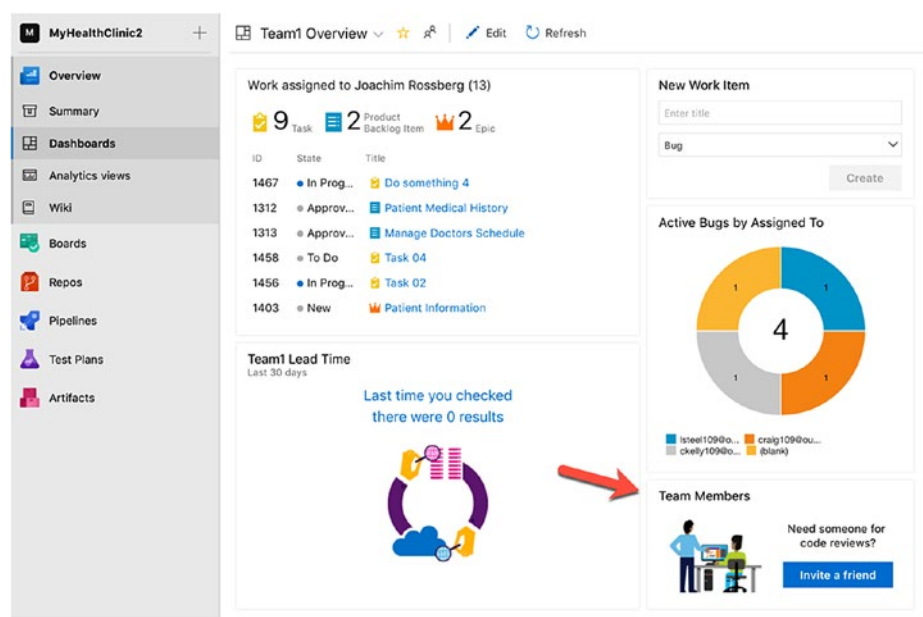 M MyHealthClinic2
Overview
Summary
Dashboards
Analytics views
Wiki
Boards
Repos
Pipelines
Test Plans
Artifacts
Team1 Overview
Edit
Refresh
Work assigned to Joachim Rossberg (13)
9 Task 2 Product Backlog Item 2 Epic
ID State Title
1467 In Prog... Do something 4
1312 Approv... Patient Medical History
1313 Approv... Manage Doctors Schedule
1458 To Do Task 04
1456 In Prog... Task 02
1403 New Patient Information
Team1 Lead Time
Last 30 days
Last time you checked
there were 0 results
New Work Item
Enter title
Bug
Create
Active Bugs by Assigned To
1 1
4
1 1
lsteel109@o... craig109@ou...
ckelly109@o... (blank)
Team Members
Need someone for
code reviews?
Invite a friend